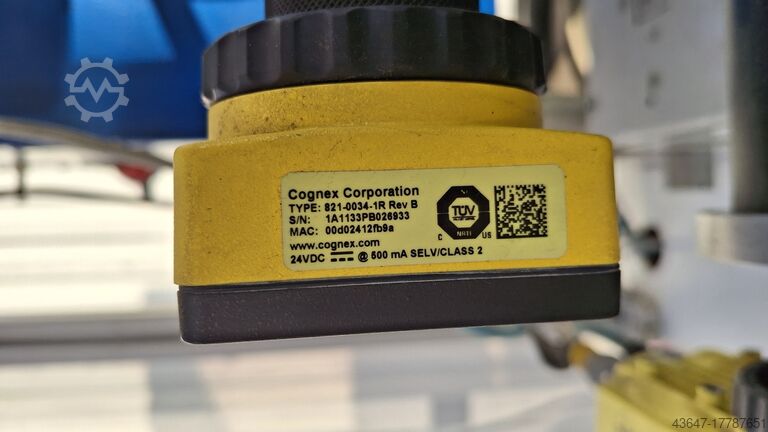 Cognex Corporation
TYPE: 821-0034-1R Rev B
S/N: 1A1133PB026933
MAC: 00d02412fb9a
www.cognex.com
24VDC @ 500 mA SELV/CLASS 2
TÜV
C NRTL US
43647-17787651